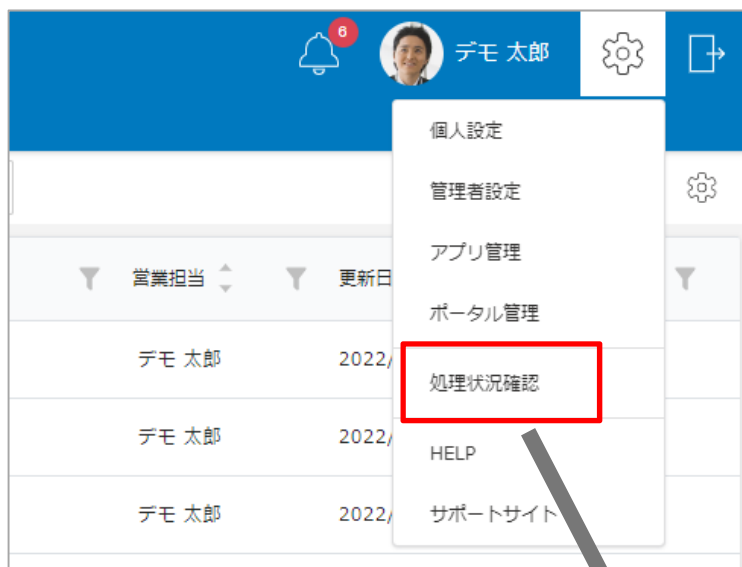 6
デモ 太郎
個人設定
管理者設定
アプリ管理
ポータル管理
処理状況確認
HELP
サポートサイト
営業担当
更新日
デモ 太郎
2022/
デモ 太郎
2022/
デモ 太郎
2022/